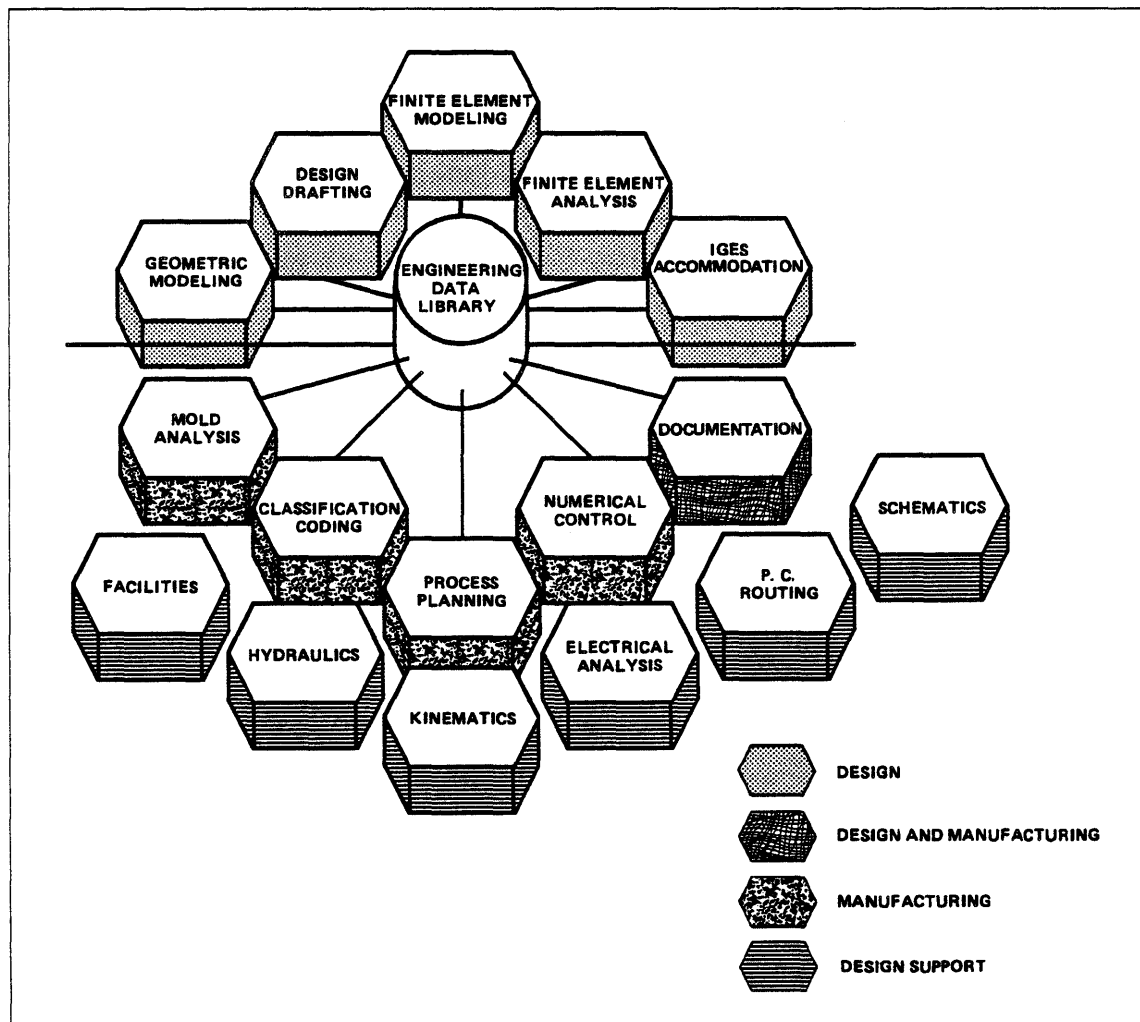 FINITE ELEMENT
MODELING
DESIGN
DRAFTING
FINITE ELEMENT
ANALYSIS
GEOMETRIC
MODELING
ENGINEERING
DATA
LIBRARY
IGES
ACCOMMODATION
MOLD
ANALYSIS
DOCUMENTATION
CLASSIFICATION
CODING
NUMERICAL
CONTROL
SCHEMATICS
FACILITIES
PROCESS
PLANNING
P. C.
ROUTING
HYDRAULICS
ELECTRICAL
ANALYSIS
KINEMATICS
DESIGN
DESIGN AND MANUFACTURING
MANUFACTURING
DESIGN SUPPORT